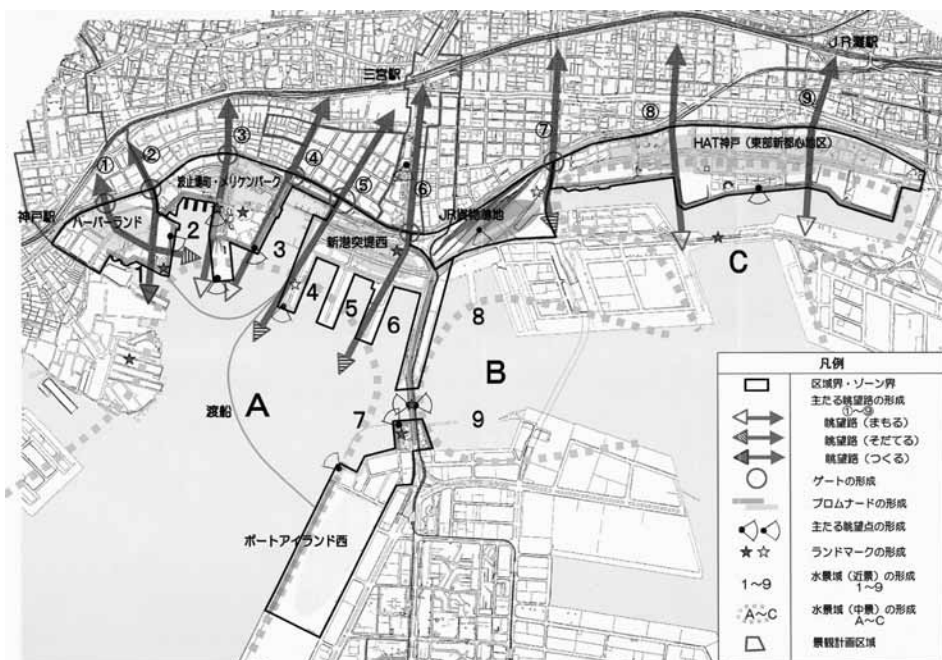 JR灘駅
三宮駅
⑨
⑧
⑦
③
②
①
④
⑤
⑥
HAT神戸（東部新都心地区）
波止場町・メリケンパーク
神戸駅
ハーバーランド
JR貨物跡地
新港突堤西
2
3
C
4
5
6
8
B
渡船
A
7
9
ポートアイランド西
凡例
区域界・ゾーン界
主たる眺望路の形成
①～⑨
眺望路（まもる）
眺望路（そだてる）
眺望路（つくる）
ゲートの形成
プロムナードの形成
主たる眺望点の形成
ランドマークの形成
1～9
水景域（近景）の形成
1～9
A～C
水景域（中景）の形成
A～C
景観計画区域